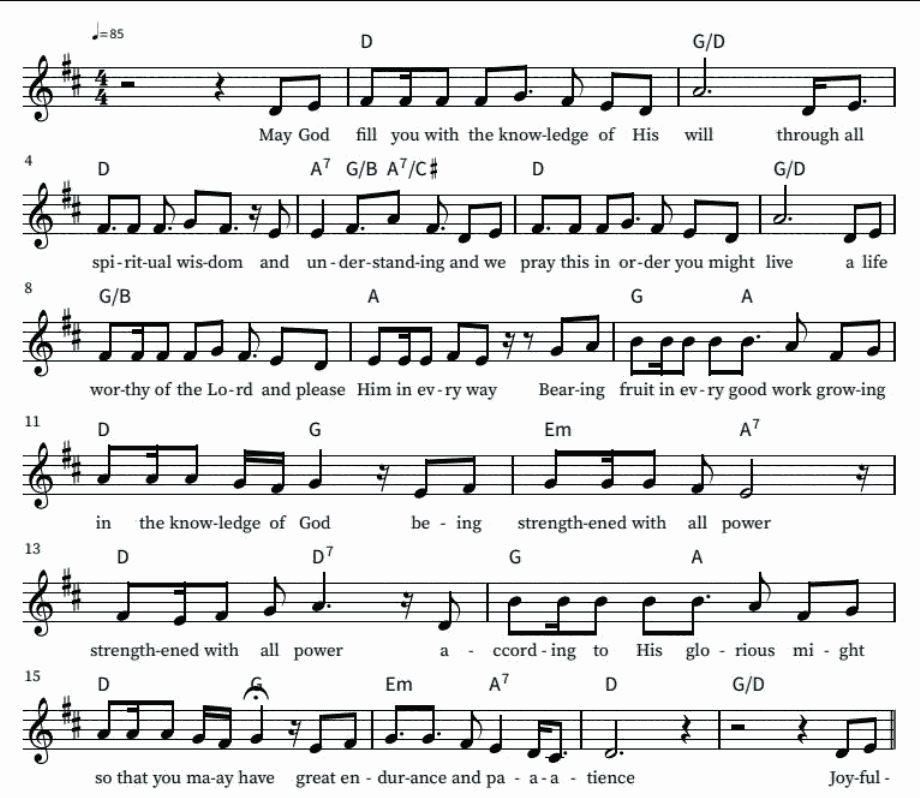 ♩=85
D G/D
May God fill you with the know-ledge of His will through all
4
D A7 G/B A7/C♯ D G/D
spi-rit-ual wis-dom and un-der-stand-ing and we pray this in or-der you might live a life
8
G/B A G A
wor-thy of the Lo-rd and please Him in ev-ry way Bear-ing fruit in ev-ry good work grow-ing
11
D G Em A7
in the know-ledge of God be - ing strength-ened with all power
13
D D7 G A
strength-ened with all power a - ccord - ing to His glo - rious mi - ght
15
D G Em A7 D G/D
so that you ma-ay have great en - dur-ance and pa - a - a - tience Joy-ful -